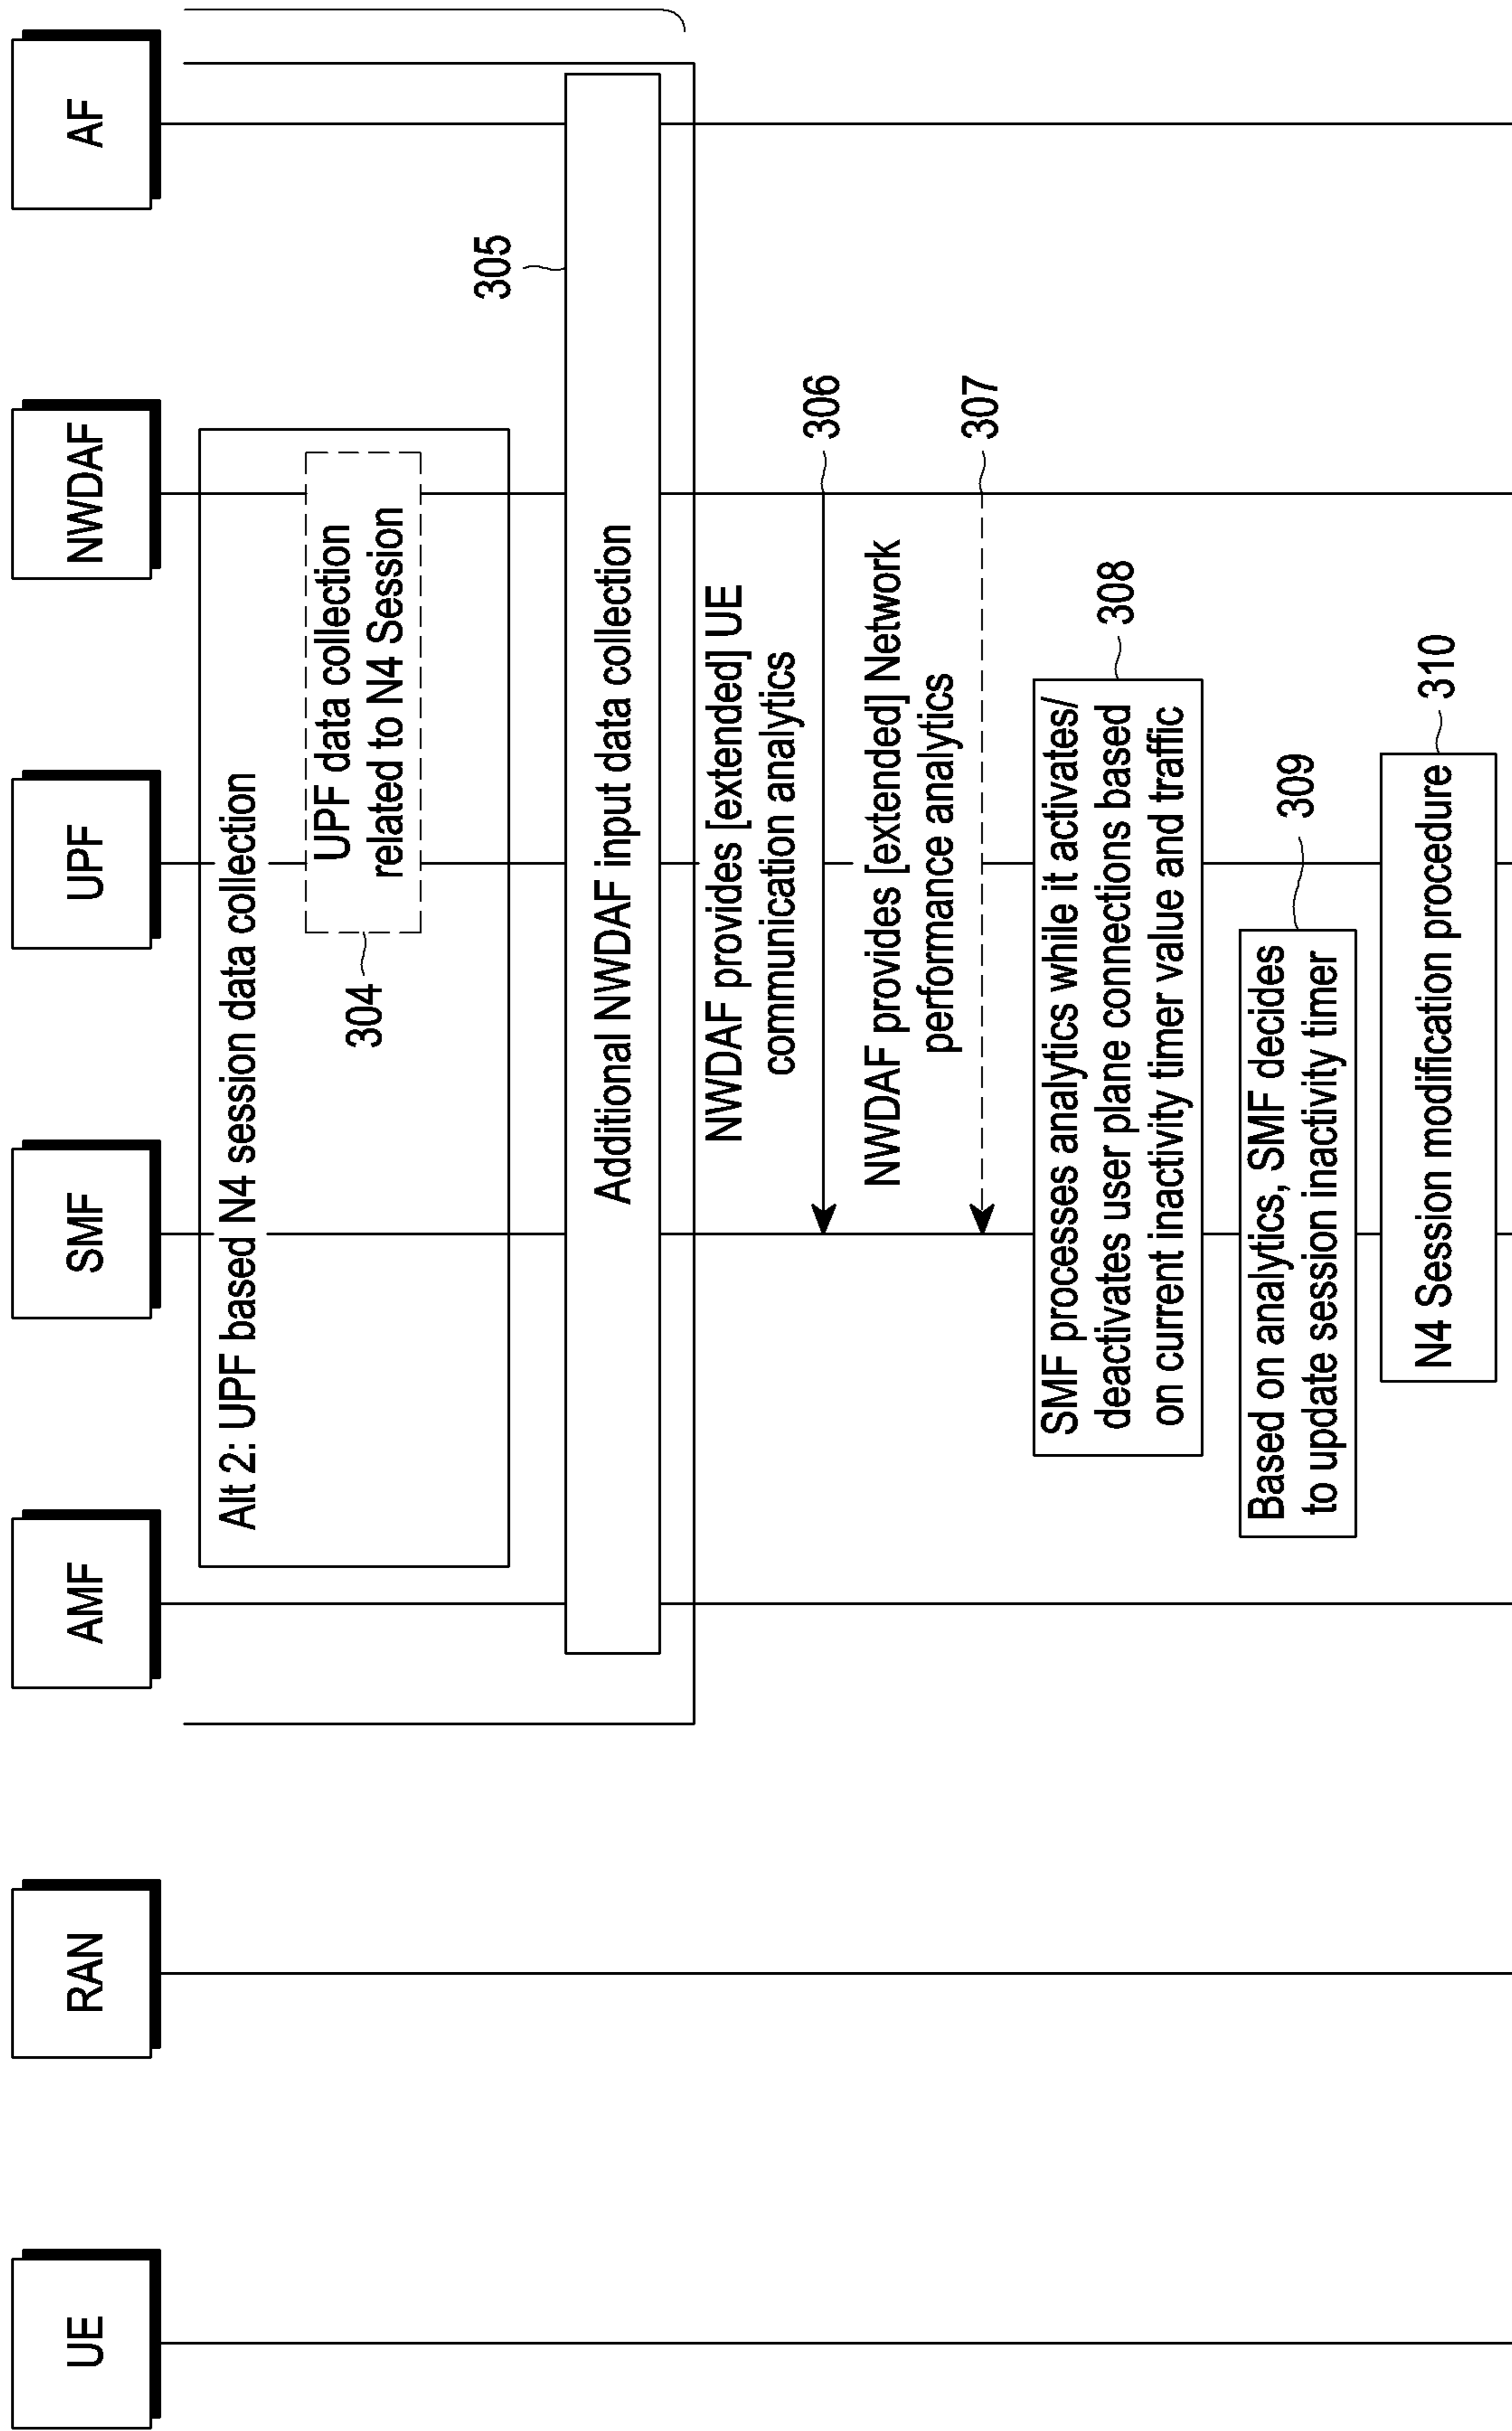 UE
RAN
AMF
SMF
UPF
NWDAF
AF
Alt 2: UPF based N4 session data collection
UPF data collection
related to N4 Session
304
305
Additional NWDAF input data collection
NWDAF provides [extended] UE
communication analytics
306
NWDAF provides [extended] Network
performance analytics
307
SMF processes analytics while it activates/
deactivates user plane connections based
on current inactivity timer value and traffic
308
Based on analytics, SMF decides
to update session inactivity timer
309
N4 Session modification procedure
310